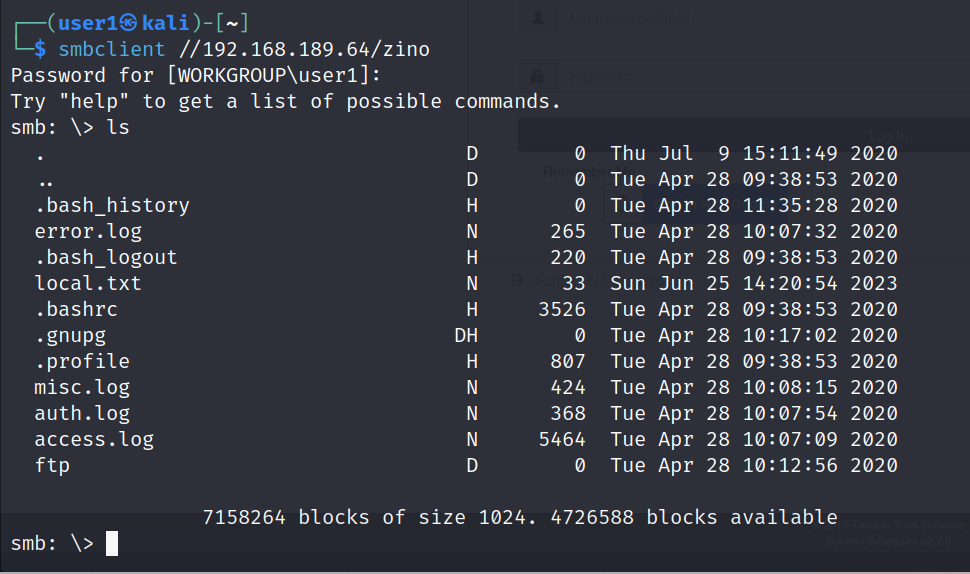 ┌──(user1㉿kali)-[~]
└─$ smbclient //192.168.189.64/zino
Password for [WORKGROUP\user1]:
Try "help" to get a list of possible commands.
smb: \> ls
  .                                   D        0  Thu Jul  9 15:11:49 2020
  ..                                  D        0  Tue Apr 28 09:38:53 2020
  .bash_history                       H        0  Tue Apr 28 11:35:28 2020
  error.log                           N      265  Tue Apr 28 10:07:32 2020
  .bash_logout                        H      220  Tue Apr 28 09:38:53 2020
  local.txt                           N       33  Sun Jun 25 14:20:54 2023
  .bashrc                             H     3526  Tue Apr 28 09:38:53 2020
  .gnupg                             DH        0  Tue Apr 28 10:17:02 2020
  .profile                            H      807  Tue Apr 28 09:38:53 2020
  misc.log                            N      424  Tue Apr 28 10:08:15 2020
  auth.log                            N      368  Tue Apr 28 10:07:54 2020
  access.log                          N     5464  Tue Apr 28 10:07:09 2020
  ftp                                 D        0  Tue Apr 28 10:12:56 2020
                7158264 blocks of size 1024. 4726588 blocks available
smb: \>
Username or Email
Password
Log In